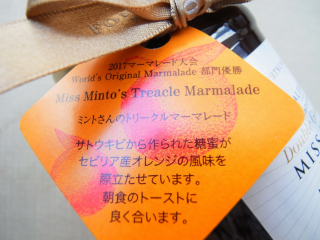 2017マーマレード大会
World's Original Marmalade 部門優勝
Miss Minto's Treacle Marmalade
ミントさんのトリークルマーマレード
サトウキビから作られた糖蜜が
セビリア産オレンジの風味を
際立たせています。
朝食のトーストに
良く合います。
MISS